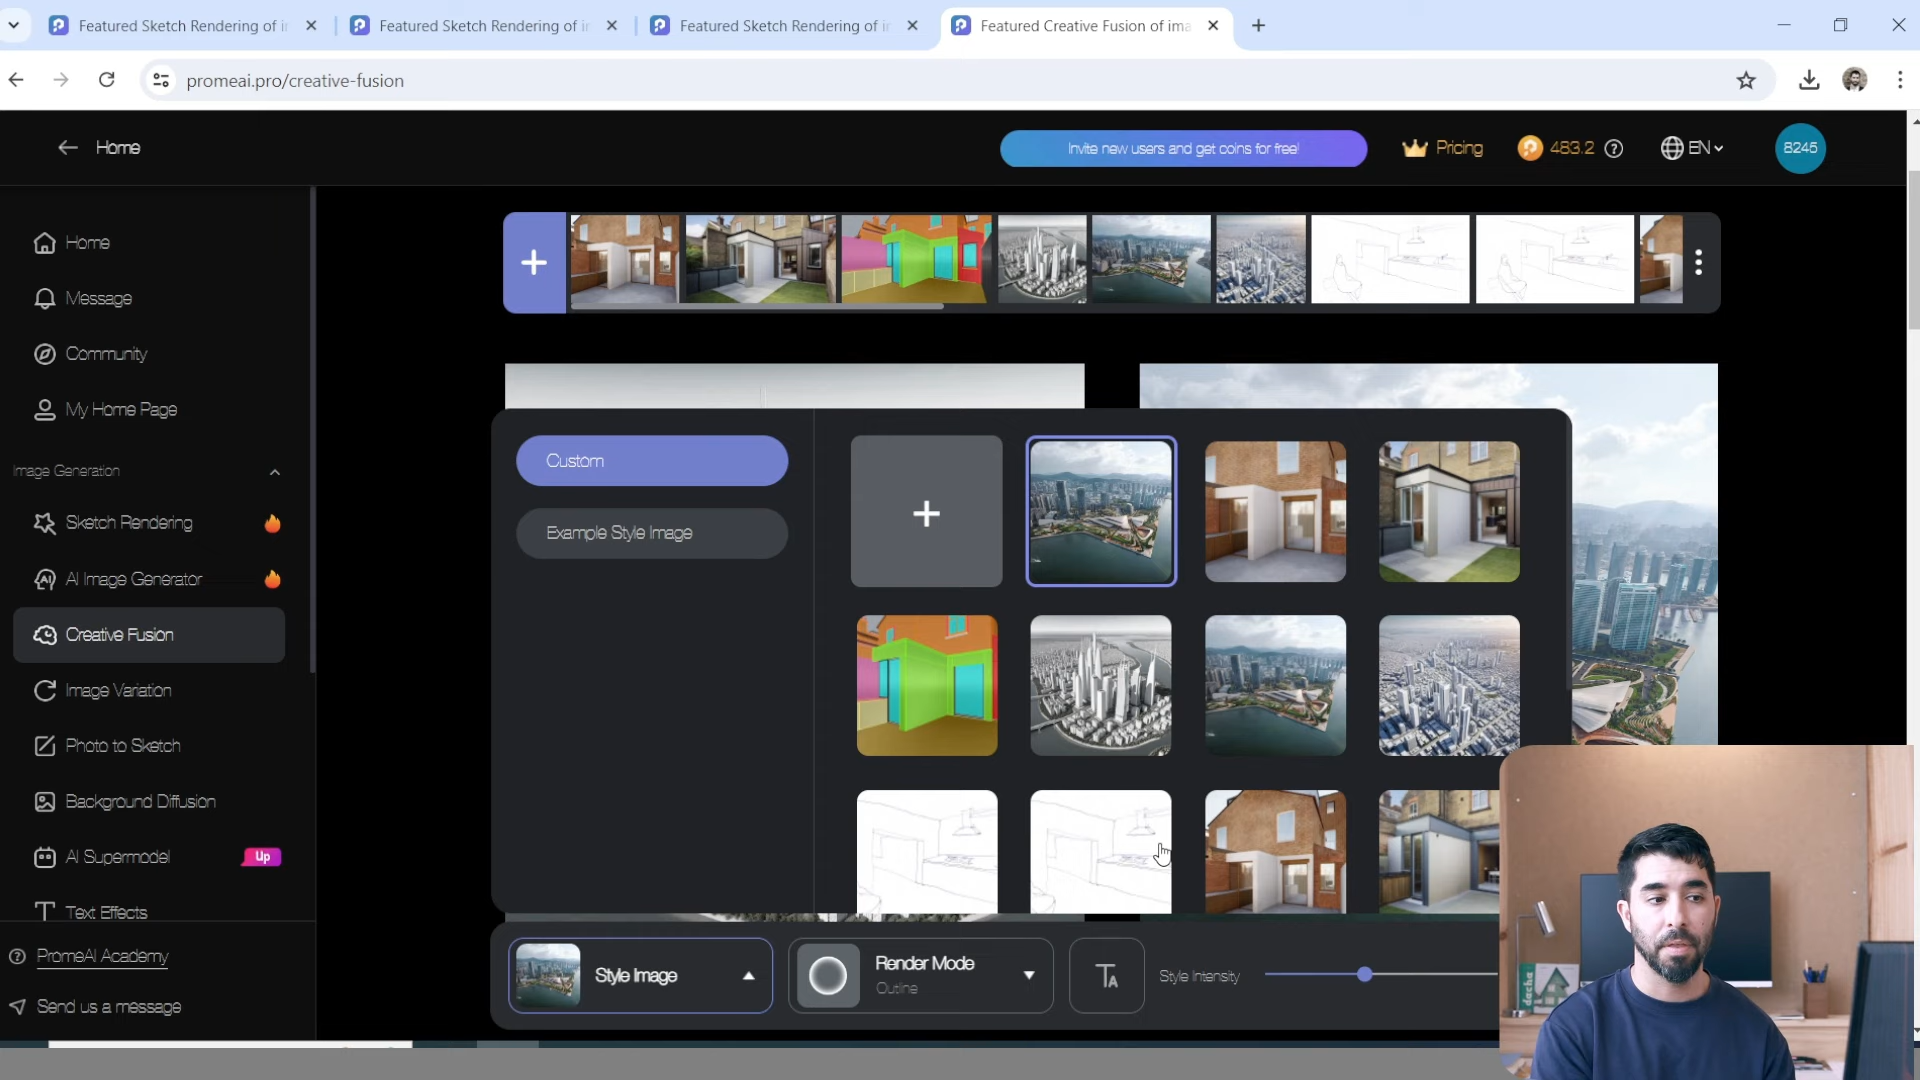 Featured Sketch Rendering of i
Featured Sketch Rendering of i
Featured Sketch Rendering of i
Featured Creative Fusion of ima
promeai.pro/creative-fusion
Home
Invite new users and get coins for free!
Pricing
483.2
EN
8245
Home
Message
Community
My Home Page
Image Generation
Sketch Rendering
AI Image Generator
Creative Fusion
Image Variation
Photo to Sketch
Background Diffusion
AI Supermodel
Up
Text Effects
PromeAI Academy
Send us a message
Custom
Example Style Image
Style Image
Render Mode
Outline
Style Intensity
dacha